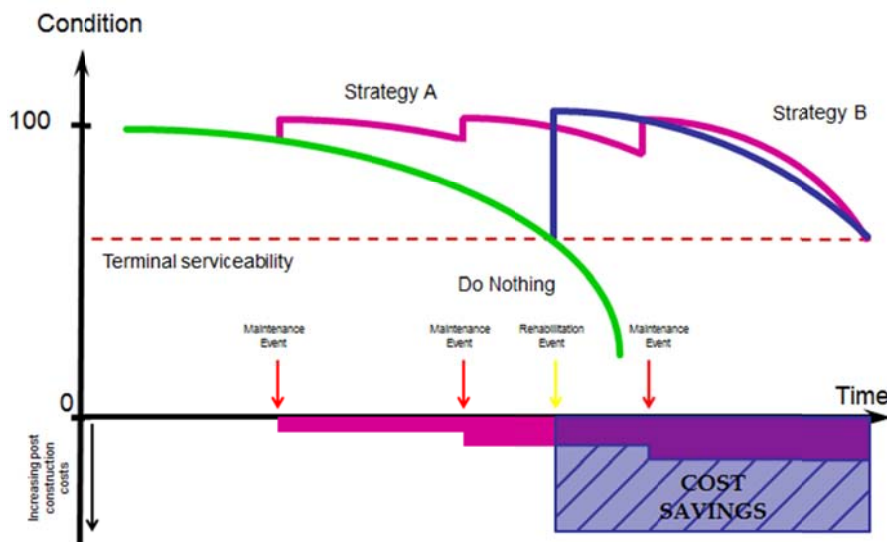 Condition
Strategy A
100
Strategy B
Terminal serviceability
Do Nothing
Maintenance
Event
Maintenance
Event
Rehabilitation
Event
Maintenance
Event
0
Time
Increasing post
construction
costs
COST
SAVINGS